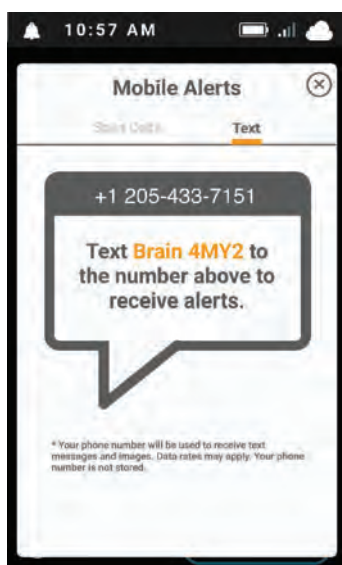 10:57 AM
Mobile Alerts
Text
+1 205-433-7151
Text Brain 4MY2 to
the number above to
receive alerts.
* Your phone number will be used to receive text
messages and images. Data rates may apply. Your phone
number is not stored.